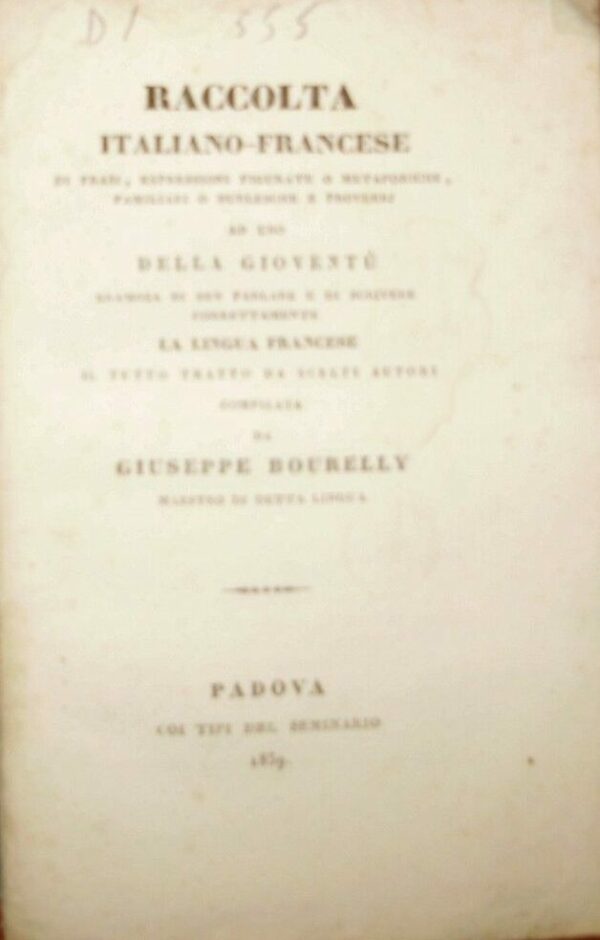 D1 555
RACCOLTA
ITALIANO-FRANCESE
DI FRASI, ESPRESSIONI FIGURATE O METAFORICHE,
FAMILIARI O BURLESCHE E PROVERBJ
AD USO
DELLA GIOVENTÙ
BRAMOSA DI BEN PARLARE E DI SCRIVERE
CORRETTAMENTE
LA LINGUA FRANCESE
IL TUTTO TRATTO DA SCELTI AUTORI
COMPILATA
DA
GIUSEPPE BOURELLY
MAESTRO DI DETTA LINGUA
PADOVA
COI TIPI DEL SEMINARIO
1839.